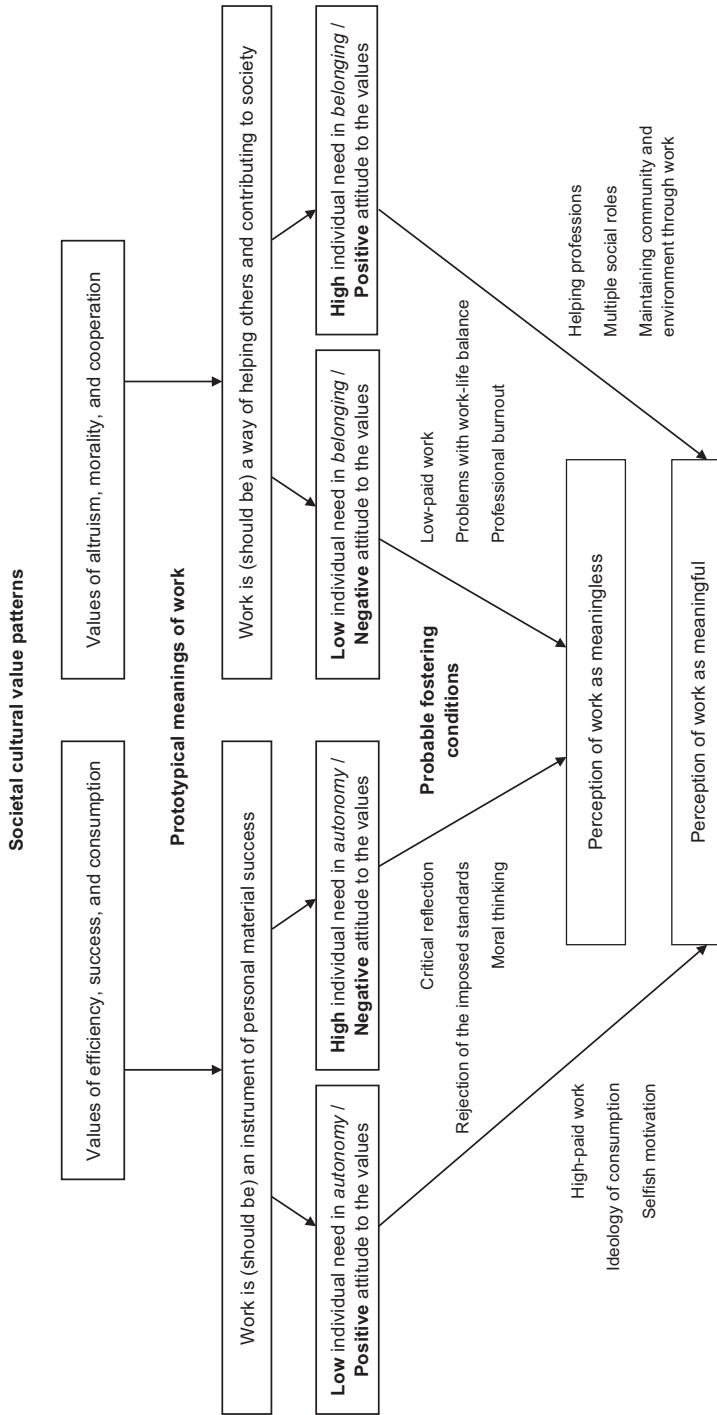 Societal cultural value patterns
Values of efficiency, success, and consumption
Values of altruism, morality, and cooperation
Prototypical meanings of work
Work is (should be) an instrument of personal material success
Work is (should be) a way of helping others and contributing to society
Low individual need in autonomy /
Positive attitude to the values
High individual need in autonomy /
Negative attitude to the values
Low individual need in belonging /
Negative attitude to the values
High individual need in belonging /
Positive attitude to the values
Probable fostering
conditions
Critical reflection
Rejection of the imposed standards
Moral thinking
Low-paid work
Problems with work-life balance
Professional burnout
High-paid work
Ideology of consumption
Selfish motivation
Helping professions
Multiple social roles
Maintaining community and
environment through work
Perception of work as meaningless
Perception of work as meaningful